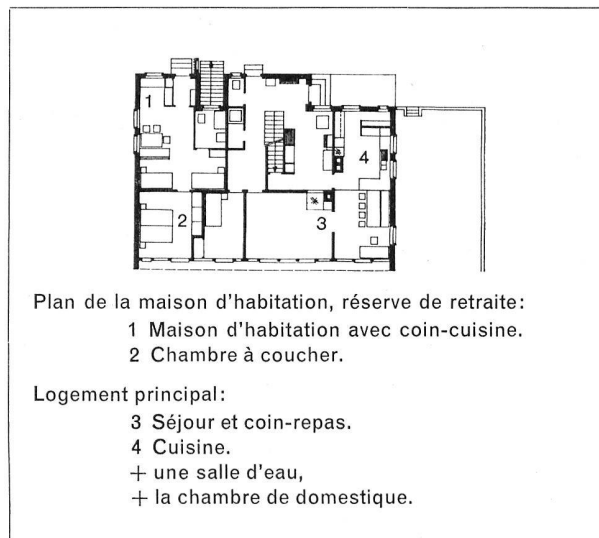 1
4
2
3
Plan de la maison d'habitation, réserve de retraite:
1 Maison d'habitation avec coin-cuisine.
2 Chambre à coucher.
Logement principal:
3 Séjour et coin-repas.
4 Cuisine.
+ une salle d'eau,
+ la chambre de domestique.